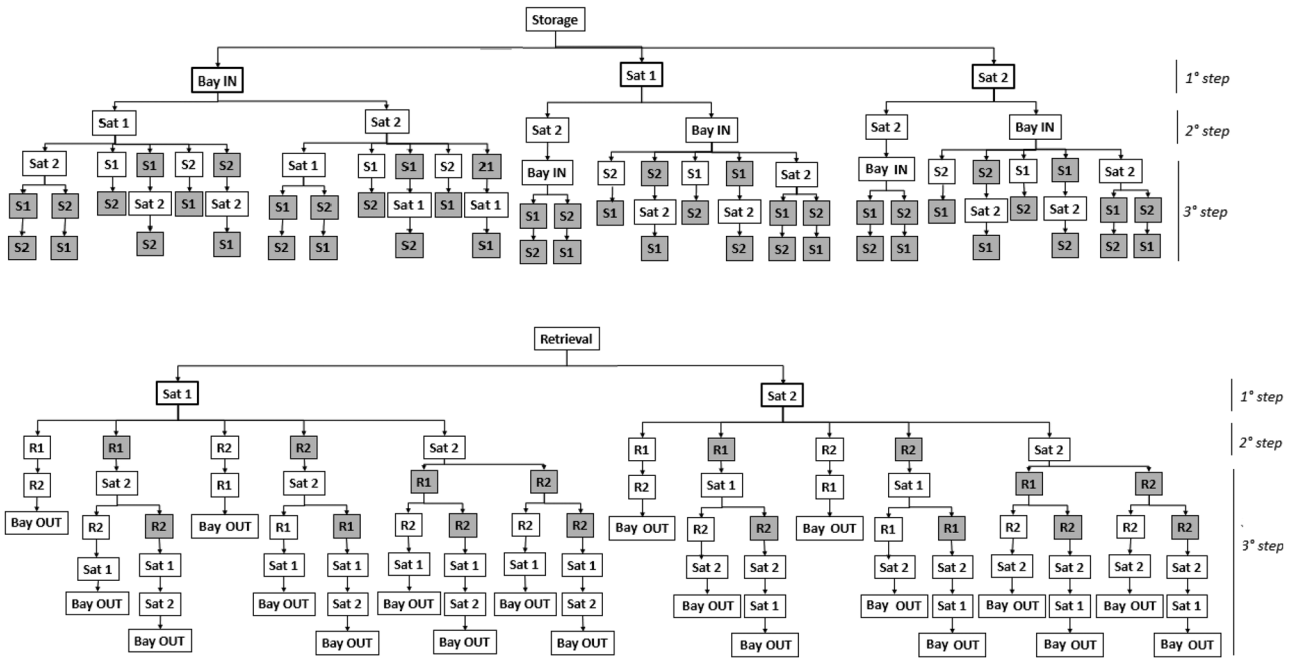 Storage
Bay IN Sat 1 Sat 2 1° step
Sat 1 Sat 2 Sat 2 Bay IN Sat 2 Bay IN 2° step
Sat 2 S1 S1 S2 S2 Sat 1 S1 S1 S2 21 Bay IN S2 S2 S1 S1 Sat 2 Bay IN S2 S2 S1 S1 Sat 2
S1 S2 S2 Sat 2 S1 Sat 2 S1 S2 S2 Sat 1 S1 Sat 1 S1 S2 S1 Sat 2 S2 Sat 2 S1 S2 S1 S2 S1 Sat 2 S2 Sat 2 S1 S2 3° step
S2 S1 S2 S1 S2 S1 S2 S1 S2 S1 S1 S2 S2 S1 S2 S1 S1 S2 S2 S1
Retrieval
Sat 1 Sat 2 1° step
R1 R1 R2 R2 Sat 2 R1 R1 R2 R2 Sat 2 2° step
R2 Sat 2 R1 Sat 2 R1 R2 R2 Sat 1 R1 Sat 1 R1 R2
Bay OUT R2 R2 Bay OUT R1 R1 R2 R2 R2 R2 Bay OUT R2 R2 Bay OUT R1 R1 R2 R2 R2 R2
Sat 1 Sat 1 Sat 1 Sat 1 Sat 1 Sat 1 Sat 1 Sat 1 Sat 2 Sat 2 Sat 2 Sat 2 Sat 2 Sat 2 Sat 2 Sat 2 3° step
Bay OUT Sat 2 Bay OUT Sat 2 Bay OUT Sat 2 Bay OUT Sat 2 Bay OUT Sat 1 Bay OUT Sat 1 Bay OUT Sat 1 Bay OUT Sat 1
Bay OUT Bay OUT Bay OUT Bay OUT Bay OUT Bay OUT Bay OUT Bay OUT